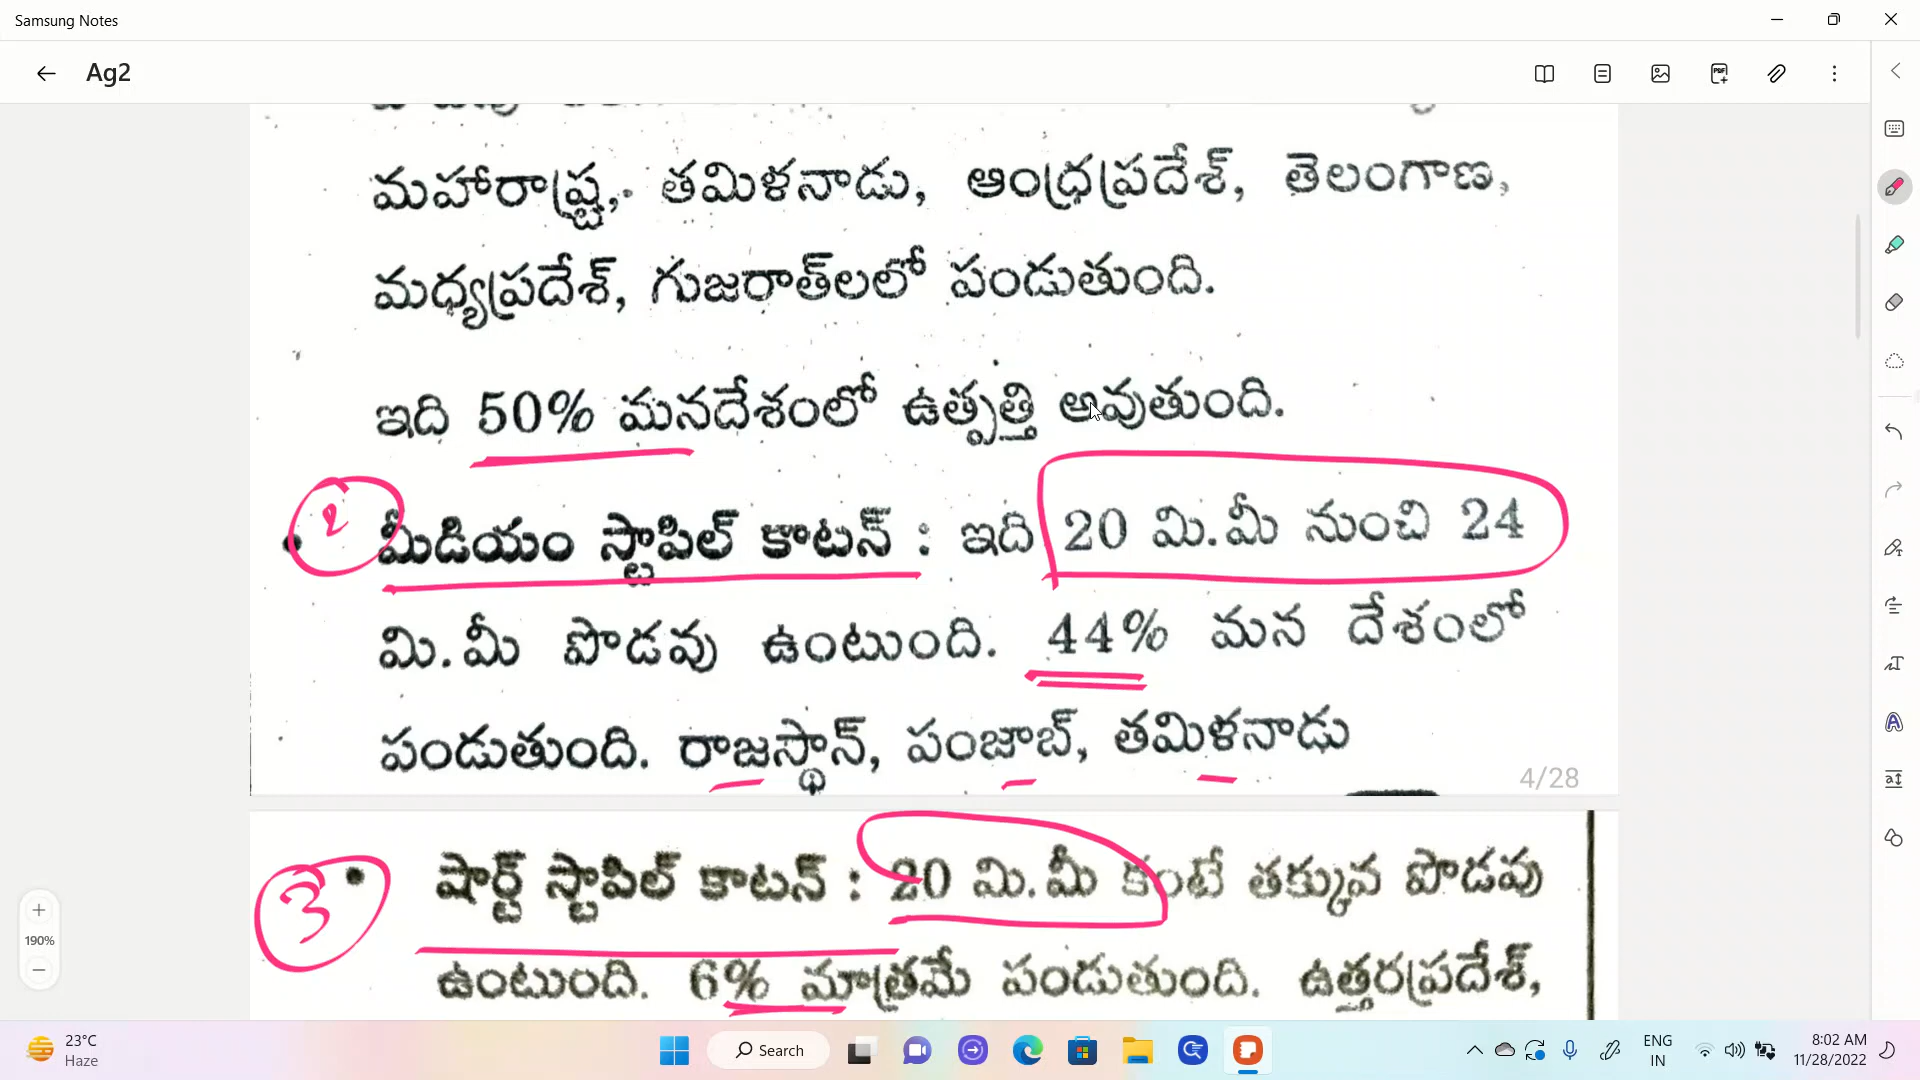 Samsung Notes
Ag2
మహారాష్ట్ర, తమిళనాడు, ఆంధ్రప్రదేశ్, తెలంగాణ,
మధ్యప్రదేశ్, గుజరాత్‌లలో పండుతుంది.
ఇది 50% మనదేశంలో ఉత్పత్తి అవుతుంది.
2
• మీడియం స్టాపిల్ కాటన్ : ఇది 20 మి.మీ నుంచి 24
మి.మీ పొడవు ఉంటుంది. 44% మన దేశంలో
పండుతుంది. రాజస్థాన్, పంజాబ్, తమిళనాడు
4/28
3
• షార్ట్ స్టాపిల్ కాటన్ : 20 మి.మీ కంటే తక్కువ పొడవు
ఉంటుంది. 6% మాత్రమే పండుతుంది. ఉత్తరప్రదేశ్,
190%
23°C
Haze
Search
ENG
IN
8:02 AM
11/28/2022